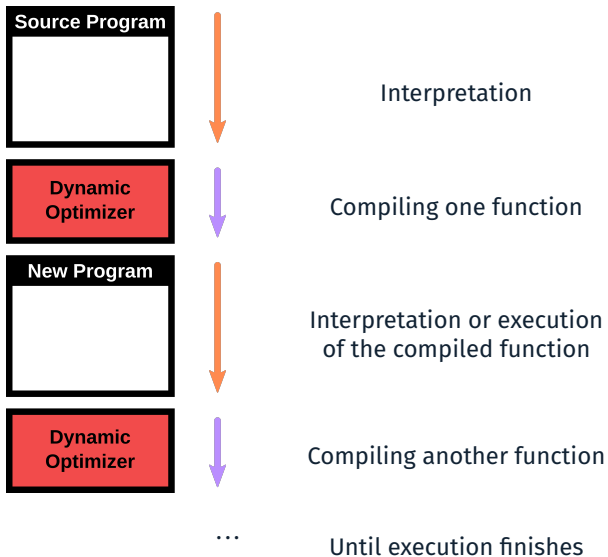 Source Program
Interpretation
Dynamic
Optimizer
Compiling one function
New Program
Interpretation or execution
of the compiled function
Dynamic
Optimizer
Compiling another function
...
Until execution finishes